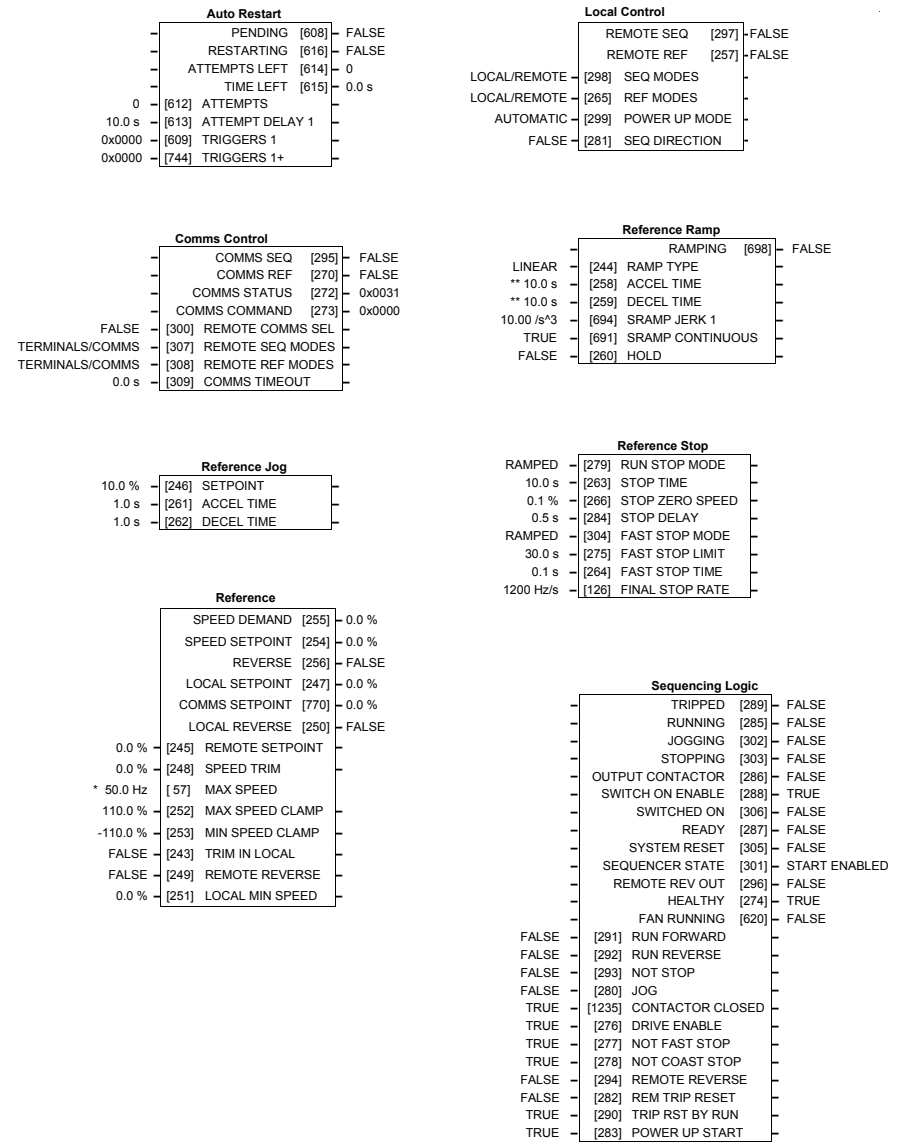 Auto Restart
PENDING [608] FALSE
RESTARTING [616] FALSE
ATTEMPTS LEFT [614] 0
TIME LEFT [615] 0.0 s
0 [612] ATTEMPTS
10.0 s [613] ATTEMPT DELAY 1
0x0000 [609] TRIGGERS 1
0x0000 [744] TRIGGERS 1+
Local Control
REMOTE SEQ [297] FALSE
REMOTE REF [257] FALSE
LOCAL/REMOTE [298] SEQ MODES
LOCAL/REMOTE [265] REF MODES
AUTOMATIC [299] POWER UP MODE
FALSE [281] SEQ DIRECTION
Comms Control
COMMS SEQ [295] FALSE
COMMS REF [270] FALSE
COMMS STATUS [272] 0x0031
COMMS COMMAND [273] 0x0000
FALSE [300] REMOTE COMMS SEL
TERMINALS/COMMS [307] REMOTE SEQ MODES
TERMINALS/COMMS [308] REMOTE REF MODES
0.0 s [309] COMMS TIMEOUT
Reference Ramp
RAMPING [698] FALSE
LINEAR [244] RAMP TYPE
** 10.0 s [258] ACCEL TIME
** 10.0 s [259] DECEL TIME
10.00 /s^3 [694] SRAMP JERK 1
TRUE [691] SRAMP CONTINUOUS
FALSE [260] HOLD
Reference Jog
10.0 % [246] SETPOINT
1.0 s [261] ACCEL TIME
1.0 s [262] DECEL TIME
Reference Stop
RAMPED [279] RUN STOP MODE
10.0 s [263] STOP TIME
0.1 % [266] STOP ZERO SPEED
0.5 s [284] STOP DELAY
RAMPED [304] FAST STOP MODE
30.0 s [275] FAST STOP LIMIT
0.1 s [264] FAST STOP TIME
1200 Hz/s [126] FINAL STOP RATE
Reference
SPEED DEMAND [255] 0.0 %
SPEED SETPOINT [254] 0.0 %
REVERSE [256] FALSE
LOCAL SETPOINT [247] 0.0 %
COMMS SETPOINT [770] 0.0 %
LOCAL REVERSE [250] FALSE
0.0 % [245] REMOTE SETPOINT
0.0 % [248] SPEED TRIM
* 50.0 Hz [ 57] MAX SPEED
110.0 % [252] MAX SPEED CLAMP
-110.0 % [253] MIN SPEED CLAMP
FALSE [243] TRIM IN LOCAL
FALSE [249] REMOTE REVERSE
0.0 % [251] LOCAL MIN SPEED
Sequencing Logic
TRIPPED [289] FALSE
RUNNING [285] FALSE
JOGGING [302] FALSE
STOPPING [303] FALSE
OUTPUT CONTACTOR [286] FALSE
SWITCH ON ENABLE [288] TRUE
SWITCHED ON [306] FALSE
READY [287] FALSE
SYSTEM RESET [305] FALSE
SEQUENCER STATE [301] START ENABLED
REMOTE REV OUT [296] FALSE
HEALTHY [274] TRUE
FAN RUNNING [620] FALSE
FALSE [291] RUN FORWARD
FALSE [292] RUN REVERSE
FALSE [293] NOT STOP
FALSE [280] JOG
TRUE [1235] CONTACTOR CLOSED
TRUE [276] DRIVE ENABLE
TRUE [277] NOT FAST STOP
TRUE [278] NOT COAST STOP
FALSE [294] REMOTE REVERSE
FALSE [282] REM TRIP RESET
TRUE [290] TRIP RST BY RUN
TRUE [283] POWER UP START